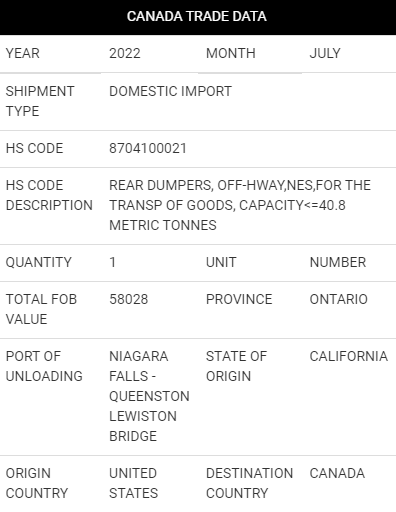 CANADA TRADE DATA
YEAR 2022 MONTH JULY
SHIPMENT TYPE DOMESTIC IMPORT
HS CODE 8704100021
HS CODE DESCRIPTION REAR DUMPERS, OFF-HWAY,NES,FOR THE TRANSP OF GOODS, CAPACITY<=40.8 METRIC TONNES
QUANTITY 1 UNIT NUMBER
TOTAL FOB VALUE 58028 PROVINCE ONTARIO
PORT OF UNLOADING NIAGARA FALLS - QUEENSTON LEWISTON BRIDGE STATE OF ORIGIN CALIFORNIA
ORIGIN COUNTRY UNITED STATES DESTINATION COUNTRY CANADA